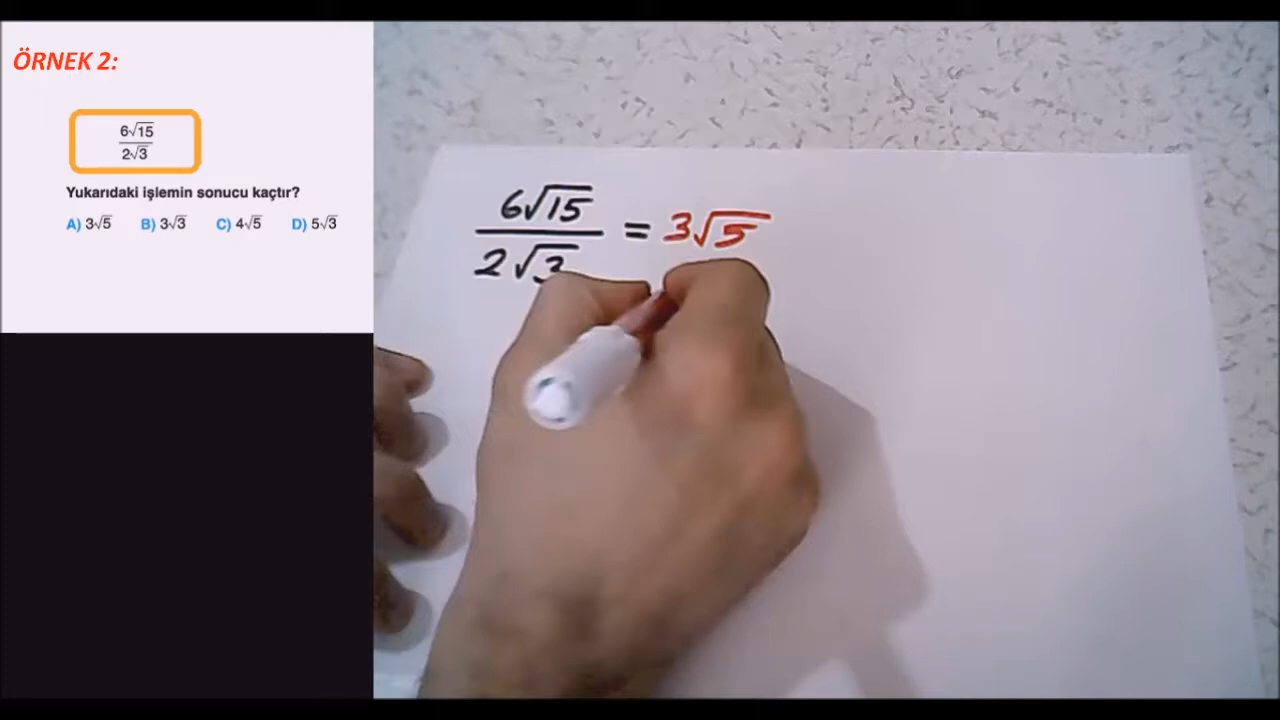 ÖRNEK 2:
6√15
2√3
Yukarıdaki işlemin sonucu kaçtır?
A) 3√5 B) 3√3 C) 4√5 D) 5√3
6√15
2√3
= 3√5